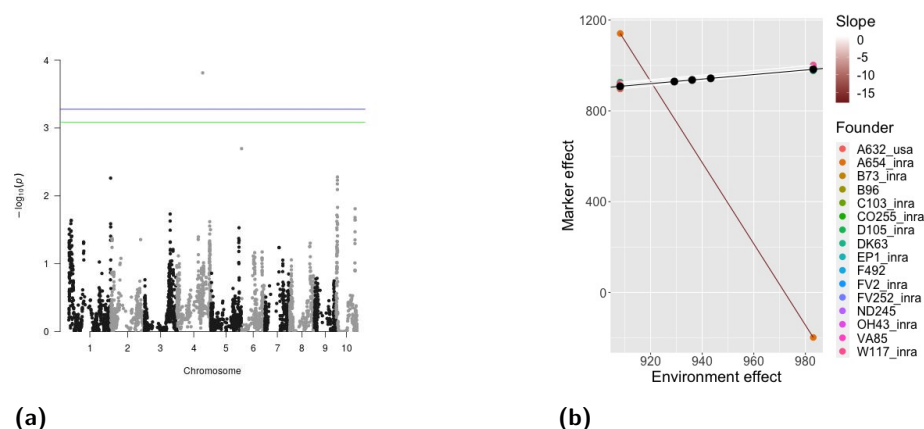 4
3
2
1
0
− log10(p)
1 2 3 4 5 6 7 8 9 10
Chromosome
(a)
1200
800
400
0
Marker effect
920 940 960 980
Environment effect
Slope
0
-5
-10
-15
Founder
A632_usa
A654_inra
B73_inra
B96
C103_inra
CO255_inra
D105_inra
DK63
EP1_inra
F492
FV2_inra
FV252_inra
ND245
OH43_inra
VA85
W117_inra
(b)